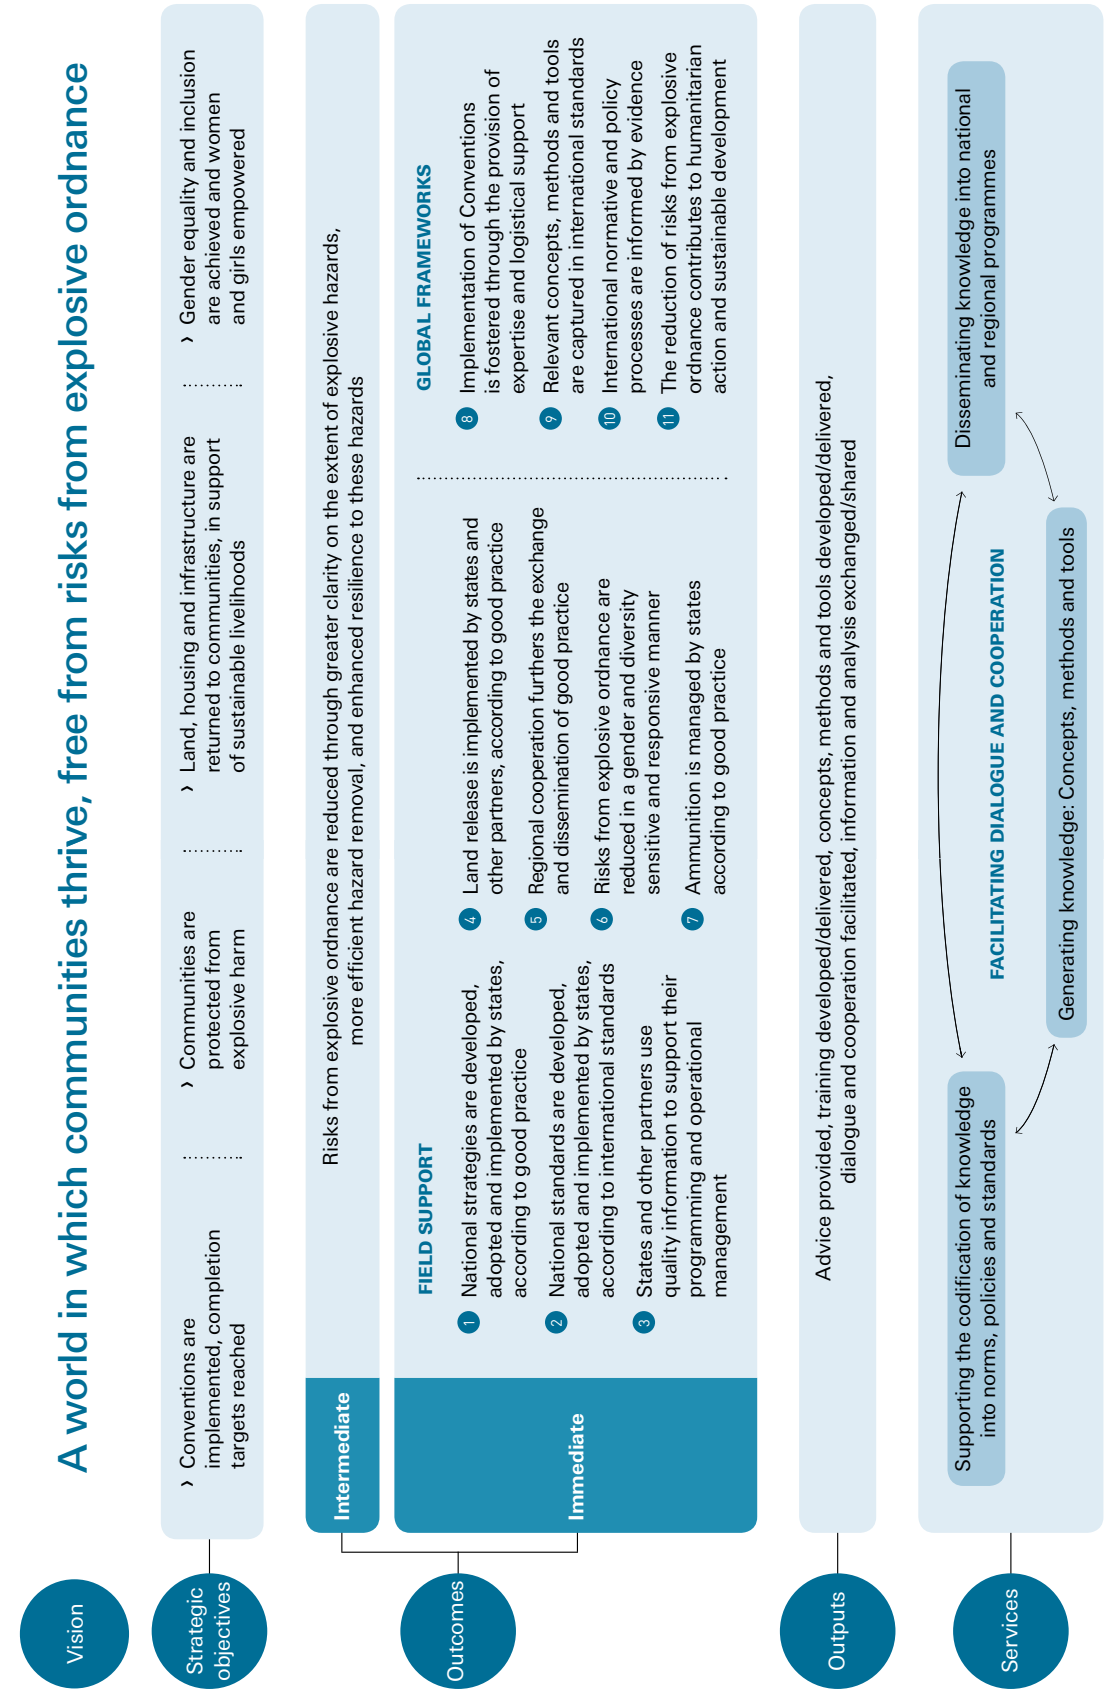 Vision
A world in which communities thrive, free from risks from explosive ordnance
Strategic
objectives
› Conventions are
implemented, completion
targets reached
› Communities are
protected from
explosive harm
› Land, housing and infrastructure are
returned to communities, in support
of sustainable livelihoods
› Gender equality and inclusion
are achieved and women
and girls empowered
Outcomes
Intermediate
Risks from explosive ordnance are reduced through greater clarity on the extent of explosive hazards,
more efficient hazard removal, and enhanced resilience to these hazards
Immediate
FIELD SUPPORT
1 National strategies are developed,
adopted and implemented by states,
according to good practice
2 National standards are developed,
adopted and implemented by states,
according to international standards
3 States and other partners use
quality information to support their
programming and operational
management
4 Land release is implemented by states and
other partners, according to good practice
5 Regional cooperation furthers the exchange
and dissemination of good practice
6 Risks from explosive ordnance are
reduced in a gender and diversity
sensitive and responsive manner
7 Ammunition is managed by states
according to good practice
GLOBAL FRAMEWORKS
8 Implementation of Conventions
is fostered through the provision of
expertise and logistical support
9 Relevant concepts, methods and tools
are captured in international standards
10 International normative and policy
processes are informed by evidence
11 The reduction of risks from explosive
ordnance contributes to humanitarian
action and sustainable development
Outputs
Advice provided, training developed/delivered, concepts, methods and tools developed/delivered,
dialogue and cooperation facilitated, information and analysis exchanged/shared
Services
Supporting the codification of knowledge
into norms, policies and standards
FACILITATING DIALOGUE AND COOPERATION
Generating knowledge: Concepts, methods and tools
Disseminating knowledge into national
and regional programmes